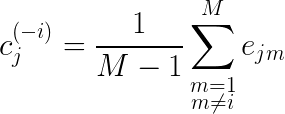 c_j^{(-i)} = \frac{1}{M-1} \sum_{\substack{m=1 \\ m \neq i}}^{M} e_{jm}